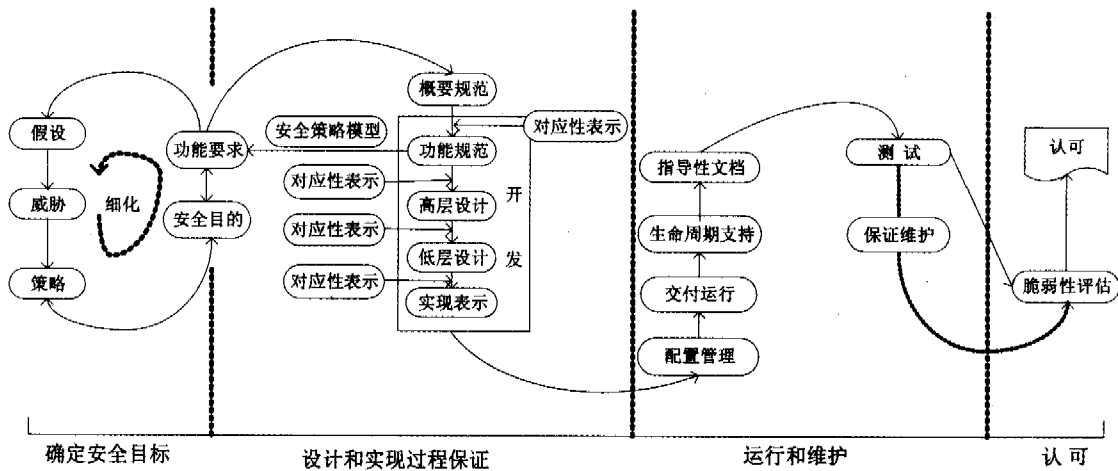 假设
威胁
策略
细化
功能要求
安全目的
概要规范
安全策略模型
功能规范
对应性表示
对应性表示
高层设计
开
对应性表示
低层设计
发
对应性表示
实现表示
指导性文档
生命周期支持
交付运行
配置管理
测试
保证维护
认可
脆弱性评估
确定安全目标
设计和实现过程保证
运行和维护
认可